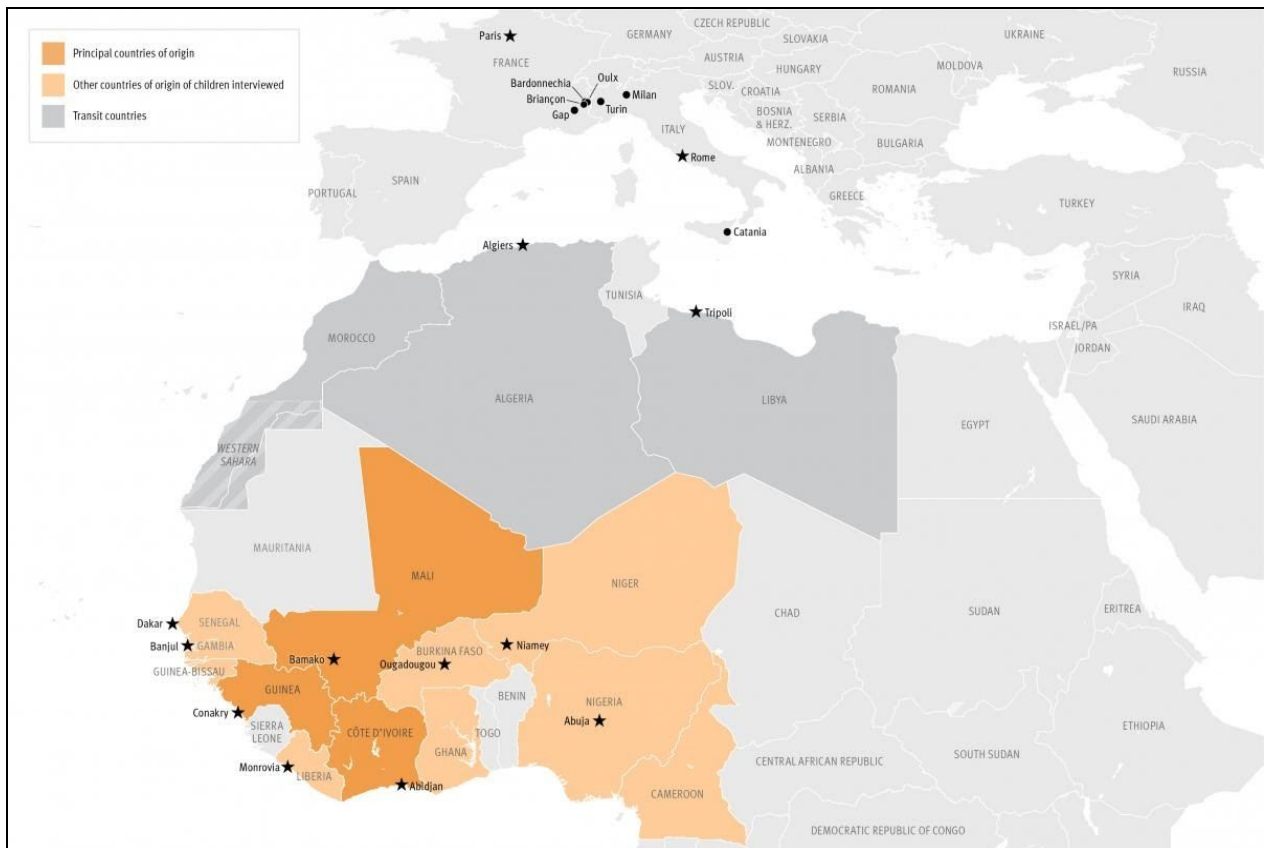 Principal countries of origin
Other countries of origin of children interviewed
Transit countries
Paris
FRANCE
GERMANY
CZECH REPUBLIC
SLOVAKIA
UKRAINE
AUSTRIA
HUNGARY
MOLDOVA
RUSSIA
Bardonnechia
Oulx
Briançon
Gap
Turin
Milan
SLOV.
CROATIA
ROMANIA
BOSNIA
& HERZ.
SERBIA
ITALY
MONTENEGRO
BULGARIA
Rome
ALBANIA
GREECE
PORTUGAL
SPAIN
TURKEY
Catania
Algiers
TUNISIA
SYRIA
IRAQ
Tripoli
ISRAEL/PA
JORDAN
MOROCCO
ALGERIA
LIBYA
EGYPT
SAUDI ARABIA
WESTERN
SAHARA
MAURITANIA
MALI
NIGER
CHAD
SUDAN
ERITREA
Dakar
SENEGAL
Banjul
GAMBIA
GUINEA-BISSAU
Bamako
BURKINA FASO
Ougadougou
Niamey
GUINEA
BENIN
NIGERIA
Abuja
Conakry
SIERRA
LEONE
CÔTE D'IVOIRE
GHANA
TOGO
ETHIOPIA
SOUTH SUDAN
CENTRAL AFRICAN REPUBLIC
Monrovia
LIBERIA
Abidjan
CAMEROON
DEMOCRATIC REPUBLIC OF CONGO